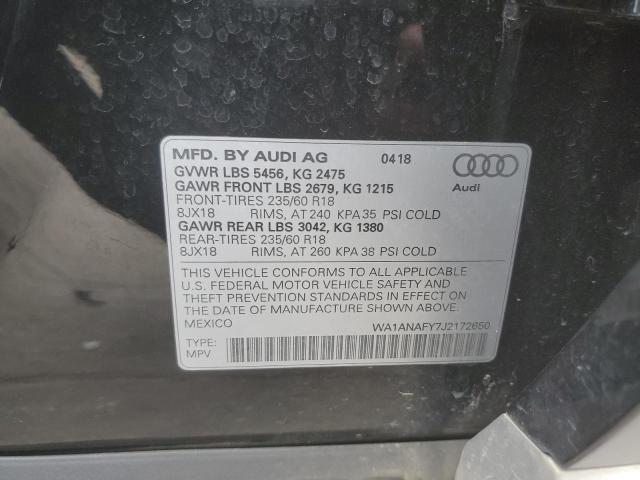 MFD. BY AUDI AG 0418
GVWR LBS 5456, KG 2475
GAWR FRONT LBS 2679, KG 1215
FRONT-TIRES 235/60 R18
8JX18 RIMS, AT 240 KPA 35 PSI COLD
GAWR REAR LBS 3042, KG 1380
REAR-TIRES 235/60 R18
8JX18 RIMS, AT 260 KPA 38 PSI COLD
Audi
THIS VEHICLE CONFORMS TO ALL APPLICABLE
U.S. FEDERAL MOTOR VEHICLE SAFETY AND
THEFT PREVENTION STANDARDS IN EFFECT ON
THE DATE OF MANUFACTURE SHOWN ABOVE.
MEXICO WA1ANAFY7J2172650
TYPE:
MPV